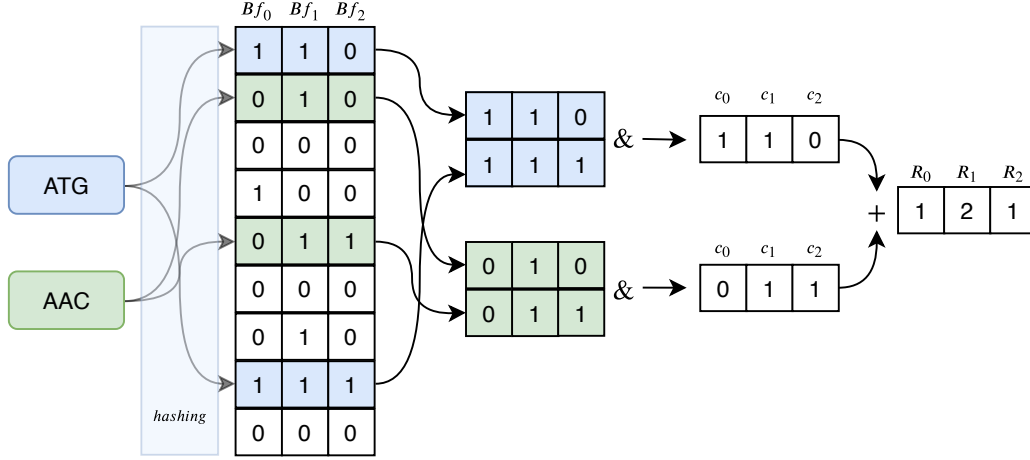 Bf0 Bf1 Bf2
1 1 0
0 1 0
0 0 0
1 0 0
0 1 1
0 0 0
0 1 0
1 1 1
0 0 0
ATG
AAC
hashing
1 1 0
1 1 1
&
0 1 0
0 1 1
&
c0 c1 c2
1 1 0
c0 c1 c2
0 1 1
+
R0 R1 R2
1 2 1